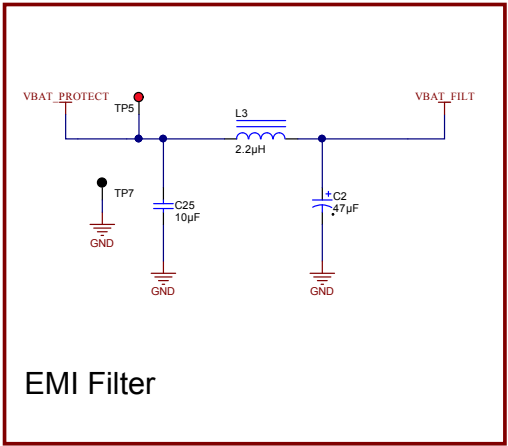 VBAT_PROTECT
TP5
L3
2.2µH
VBAT_FILT
TP7
GND
C25
10µF
GND
+
C2
47µF
GND
EMI Filter